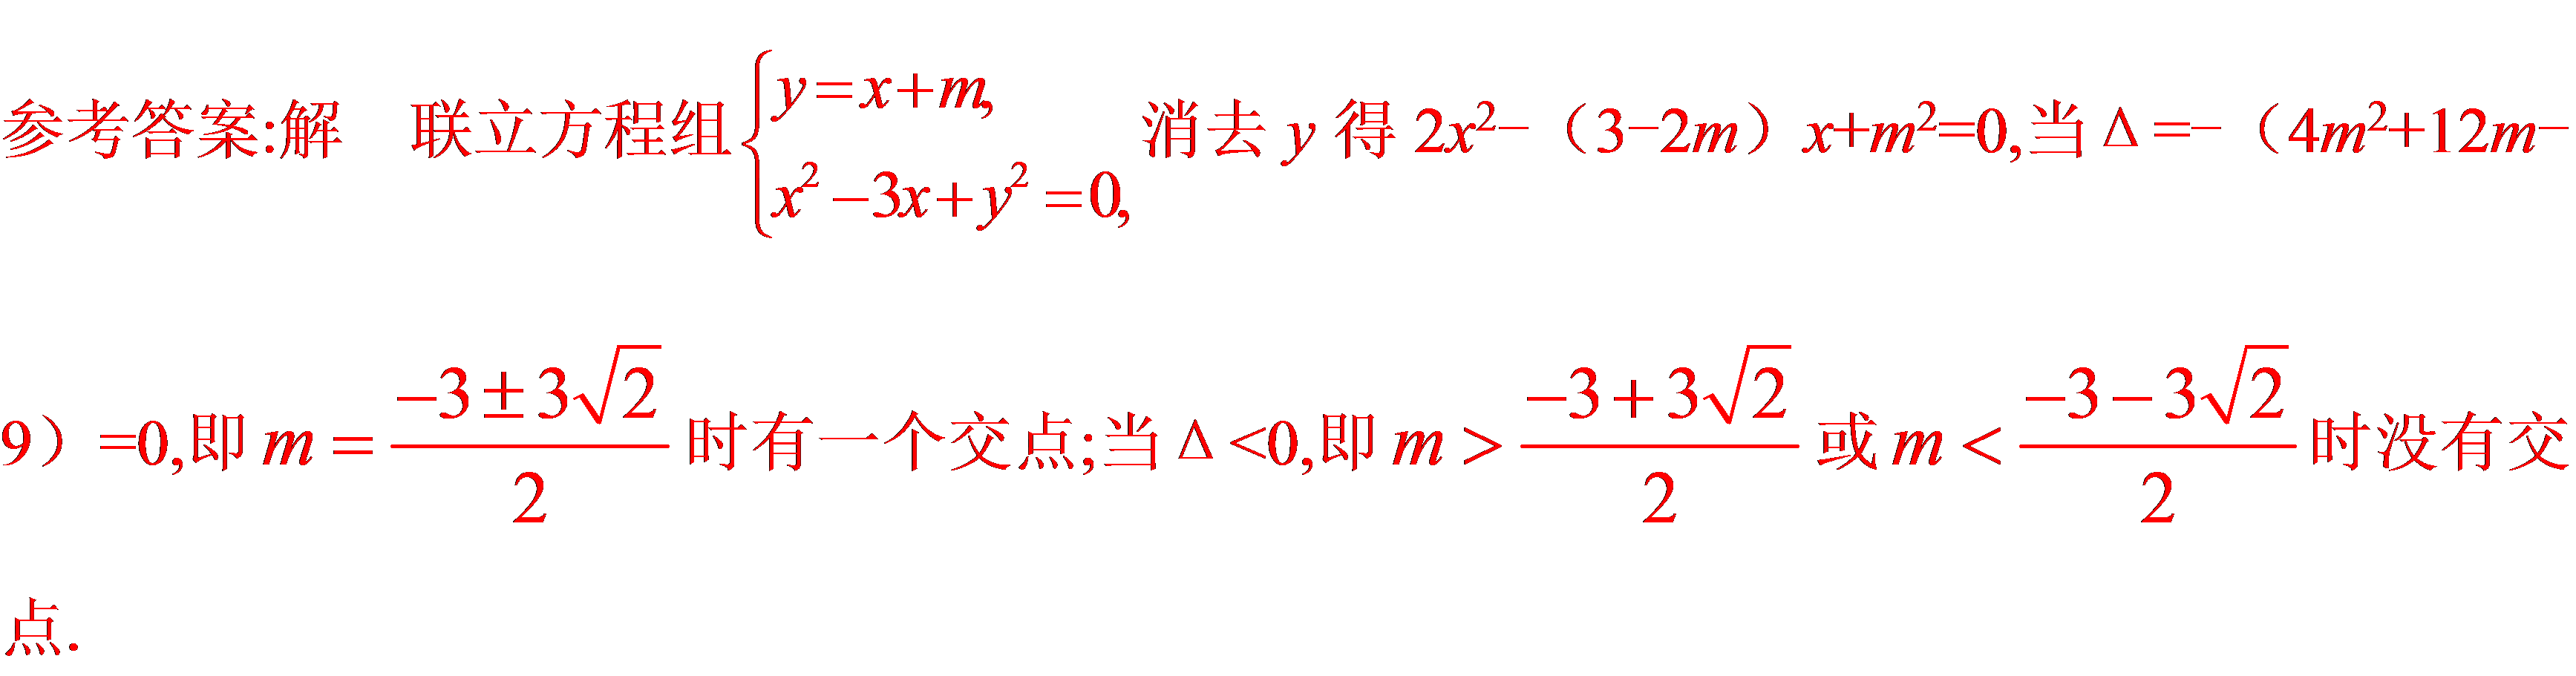 参考答案:解 联立方程组{y=x+m, x²−3x+y²=0, 消去 y 得 2x²−（3−2m）x+m²=0,当 Δ =−（4m²+12m−
9）=0,即 m = (−3±3√2)/2 时有一个交点;当 Δ <0,即 m > (−3+3√2)/2 或 m < (−3−3√2)/2 时没有交
点.